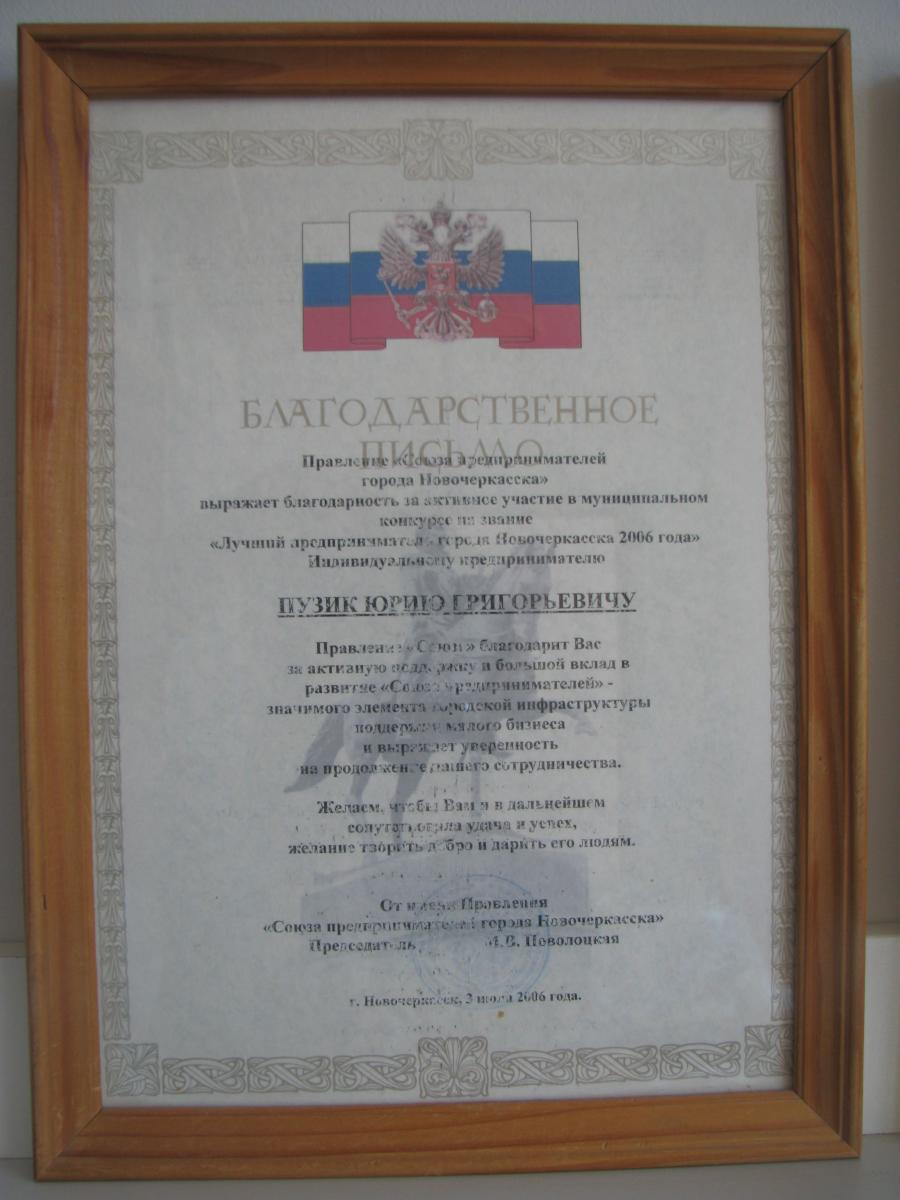 БЛАГОДАРСТВЕННОЕ
ПИСЬМО
Правление «Союза предпринимателей
города Новочеркасска»
выражает благодарность за активное участие в муниципальном
конкурсе на звание
«Лучший предприниматель города Новочеркасска 2006 года»
Индивидуальному предпринимателю
ПУЗИК ЮРИЮ ГРИГОРЬЕВИЧУ
Правление «Союза» благодарит Вас
за активную поддержку и большой вклад в
развитие «Союза предпринимателей» -
значимого элемента городской инфраструктуры
поддержки малого бизнеса
и выражает уверенность
на продолжение нашего сотрудничества.
Желаем, чтобы Вам и в дальнейшем
сопутствовала удача и успех,
желание творить добро и дарить его людям.
От имени Правления
«Союза предпринимателей города Новочеркасска»
Председатель М.В. Поволоцкая
г. Новочеркасск, 3 июля 2006 года.